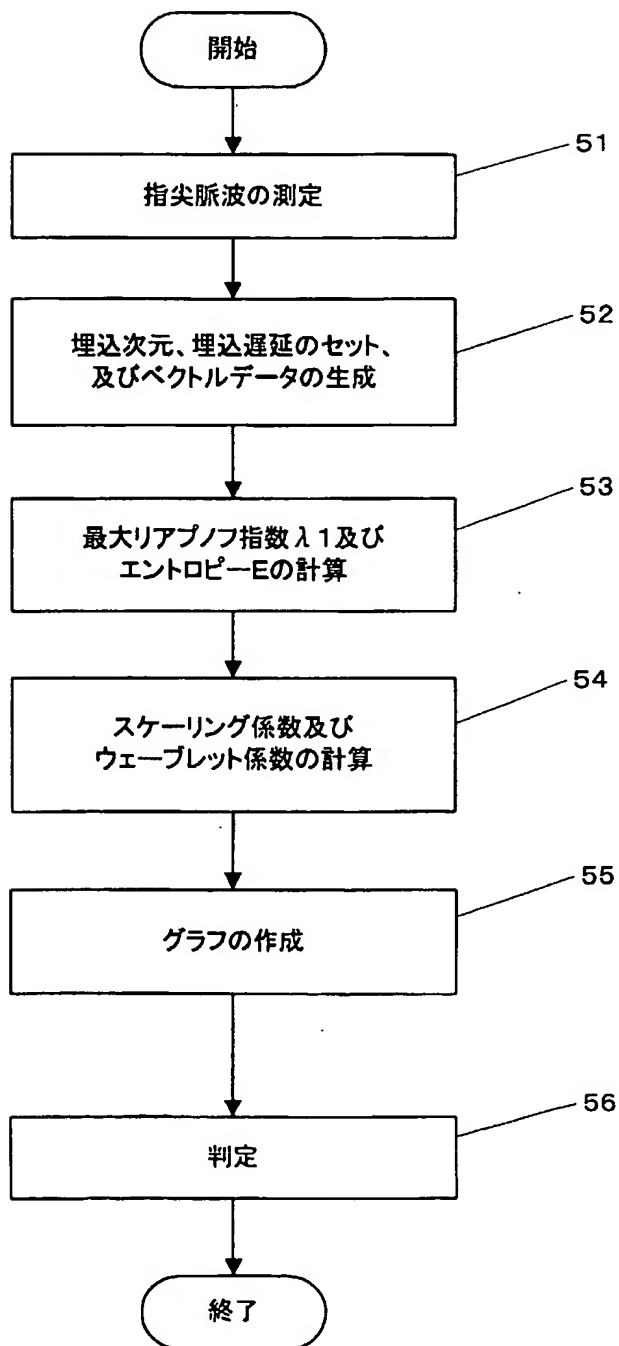 開始
51
指尖脈波の測定
52
埋込次元、埋込遅延のセット、
及びベクトルデータの生成
53
最大リアプノフ指数λ1及び
エントロピーEの計算
54
スケーリング係数及び
ウェーブレット係数の計算
55
グラフの作成
56
判定
終了